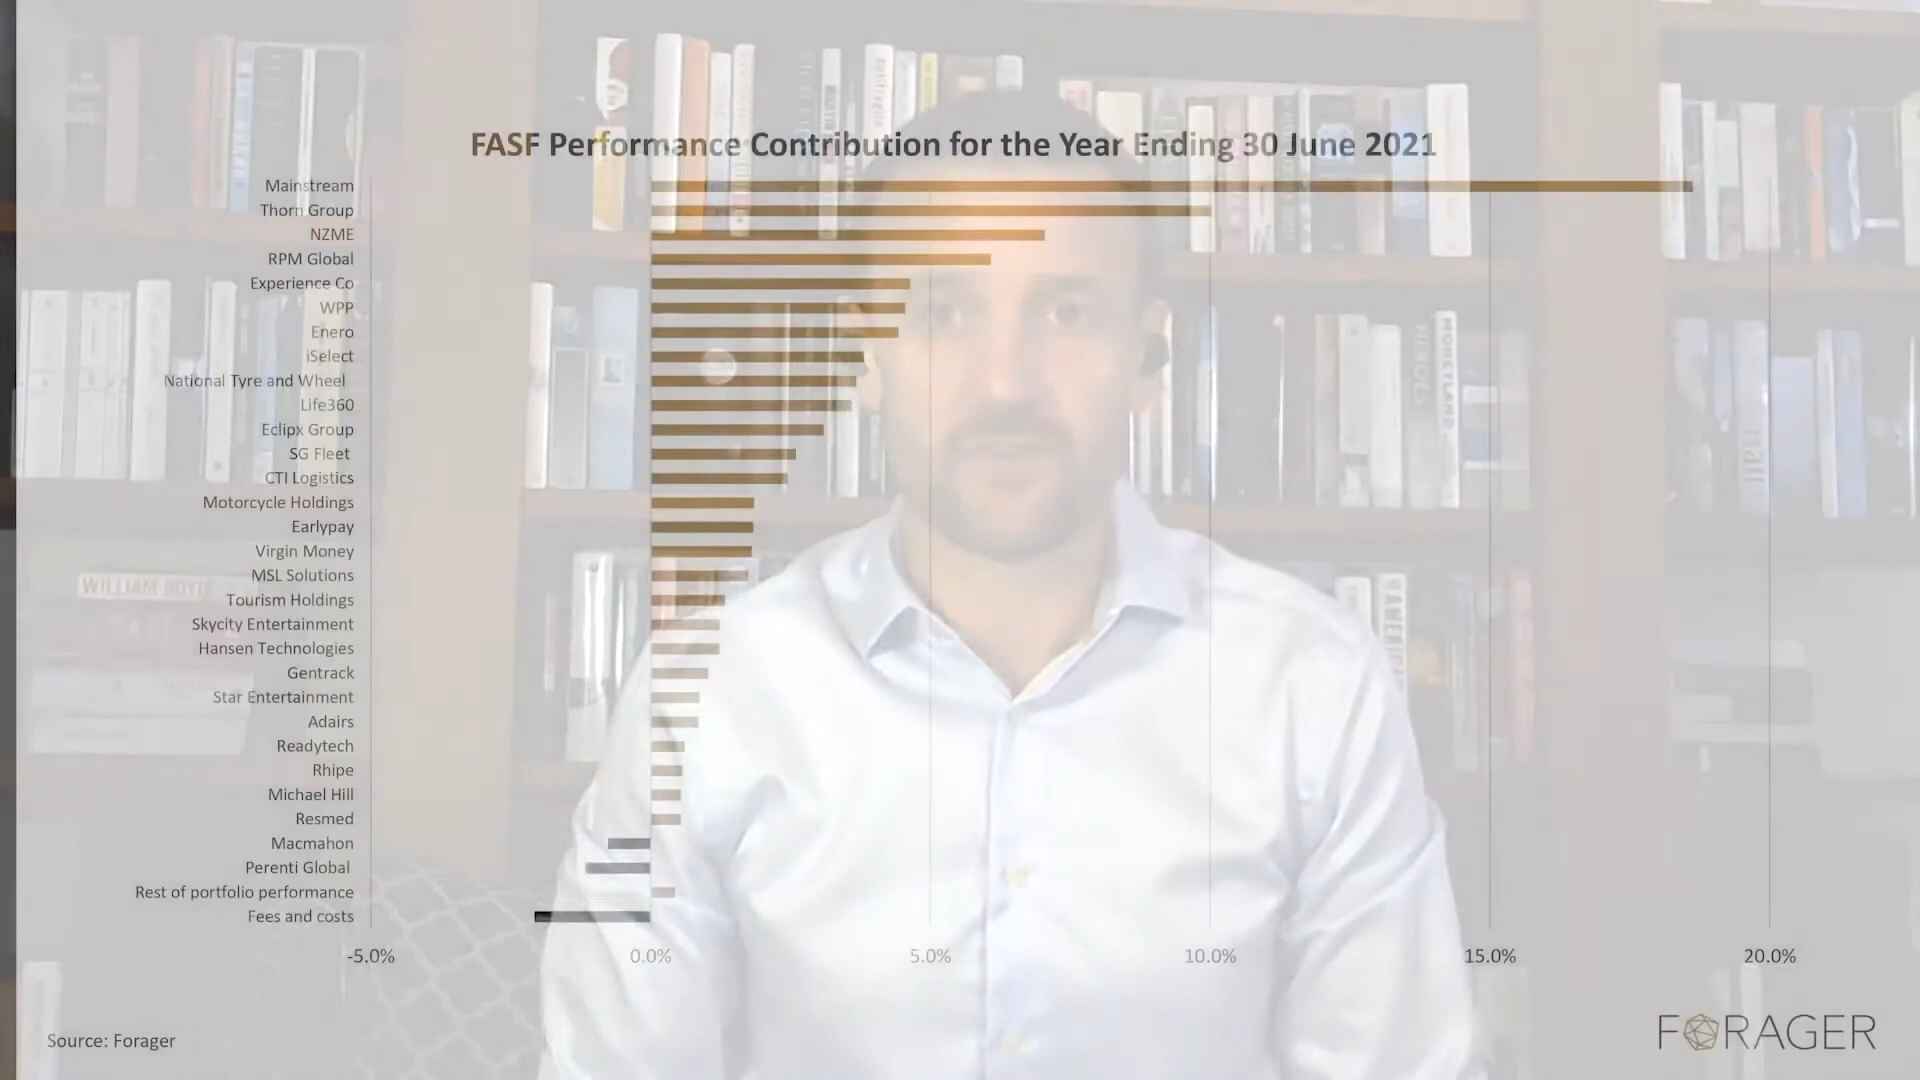 FASF Performance Contribution for the Year Ending 30 June 2021
Mainstream
Thorn Group
NZME
RPM Global
Experience Co
WPP
Enero
iSelect
National Tyre and Wheel
Life360
Eclipx Group
SG Fleet
CTI Logistics
Motorcycle Holdings
Earlypay
Virgin Money
MSL Solutions
Tourism Holdings
Skycity Entertainment
Hansen Technologies
Gentrack
Star Entertainment
Adairs
Readytech
Rhipe
Michael Hill
Resmed
Macmahon
Perenti Global
Rest of portfolio performance
Fees and costs
-5.0% 0.0% 5.0% 10.0% 15.0% 20.0%
Source: Forager
FORAGER
WILLIAM BOYD